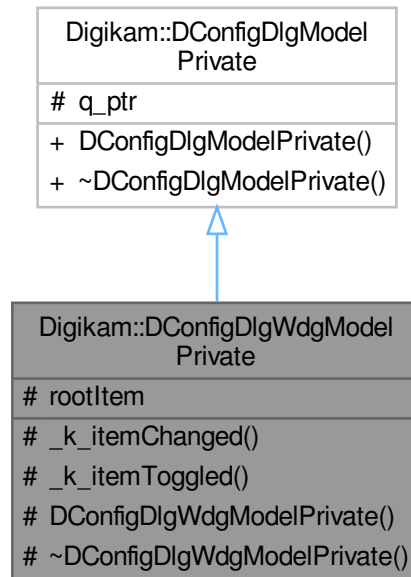 Digikam::DConfigDlgModel
Private
# q_ptr
+ DConfigDlgModelPrivate()
+ ~DConfigDlgModelPrivate()
Digikam::DConfigDlgWdgModel
Private
# rootItem
# _k_itemChanged()
# _k_itemToggled()
# DConfigDlgWdgModelPrivate()
# ~DConfigDlgWdgModelPrivate()